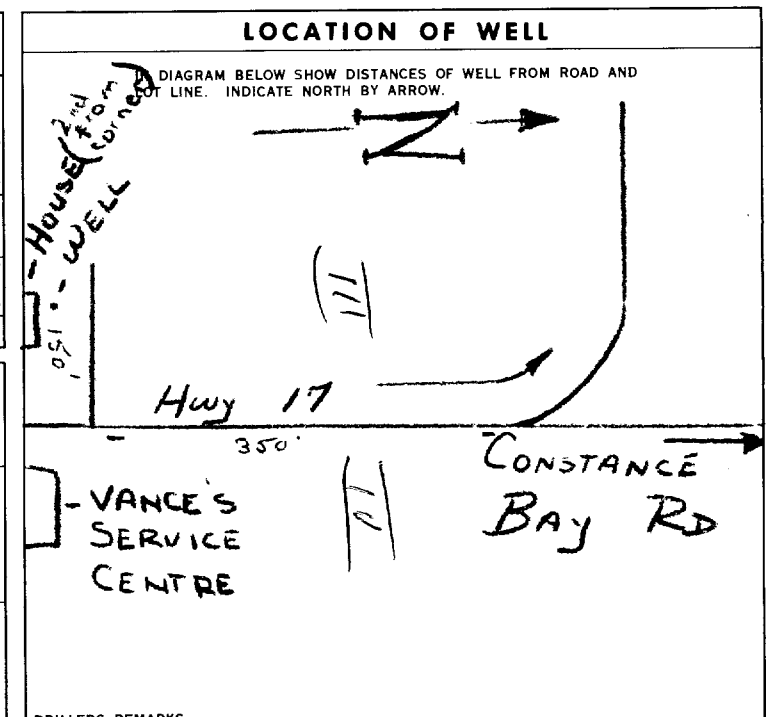 LOCATION OF WELL
DIAGRAM BELOW SHOW DISTANCES OF WELL FROM ROAD AND
LOT LINE. INDICATE NORTH BY ARROW.
N
HOUSE (2nd from corner)
WELL
150'
III
Hwy 17
350'
CONSTANCE
BAY RD
VANCE'S
SERVICE
CENTRE
DRILLERS REMARKS